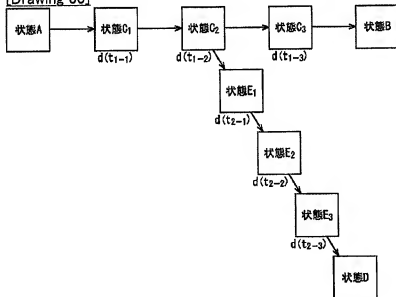 [Drawing 66]
状態A 状態C₁ 状態C₂ 状態C₃ 状態B
d(t₁₋₁) d(t₁₋₂) d(t₁₋₃)
状態E₁
d(t₂₋₁)
状態E₂
d(t₂₋₂)
状態E₃
d(t₂₋₃)
状態D